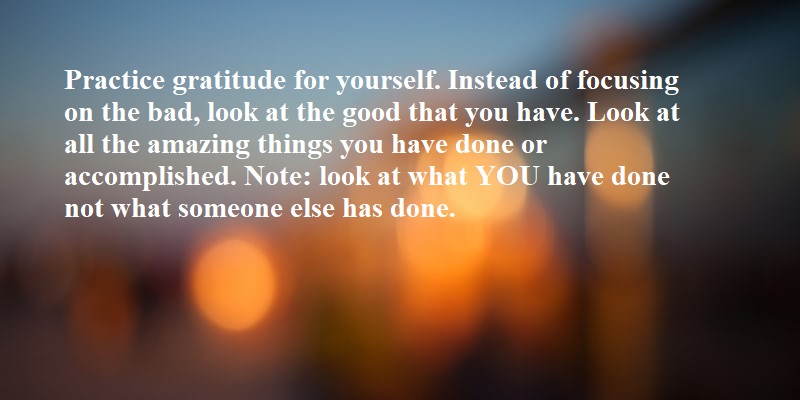 Practice gratitude for yourself. Instead of focusing
on the bad, look at the good that you have. Look at
all the amazing things you have done or
accomplished. Note: look at what YOU have done
not what someone else has done.